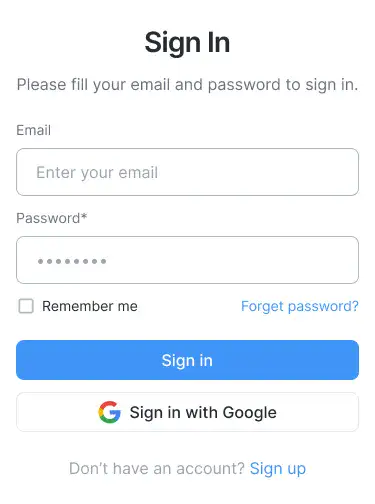 Sign In
Please fill your email and password to sign in.
Email
Enter your email
Password*
••••••••
Remember me Forget password?
Sign in
Sign in with Google
Don't have an account? Sign up